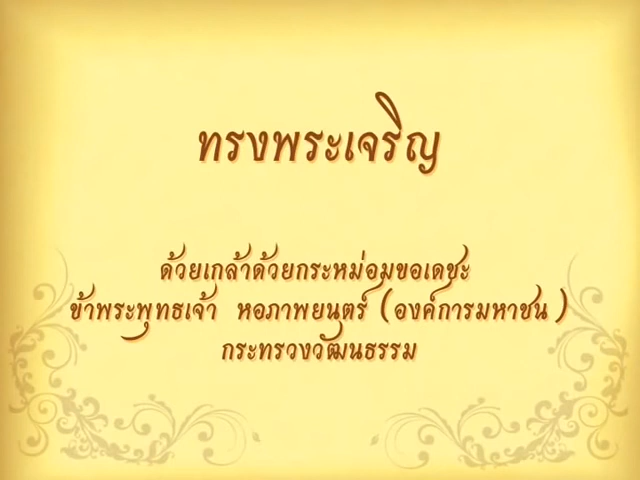 ทรงพระเจริญ
ด้วยเกล้าด้วยกระหม่อมขอเดชะ
ข้าพระพุทธเจ้า หอภาพยนตร์ (องค์การมหาชน )
กระทรวงวัฒนธรรม